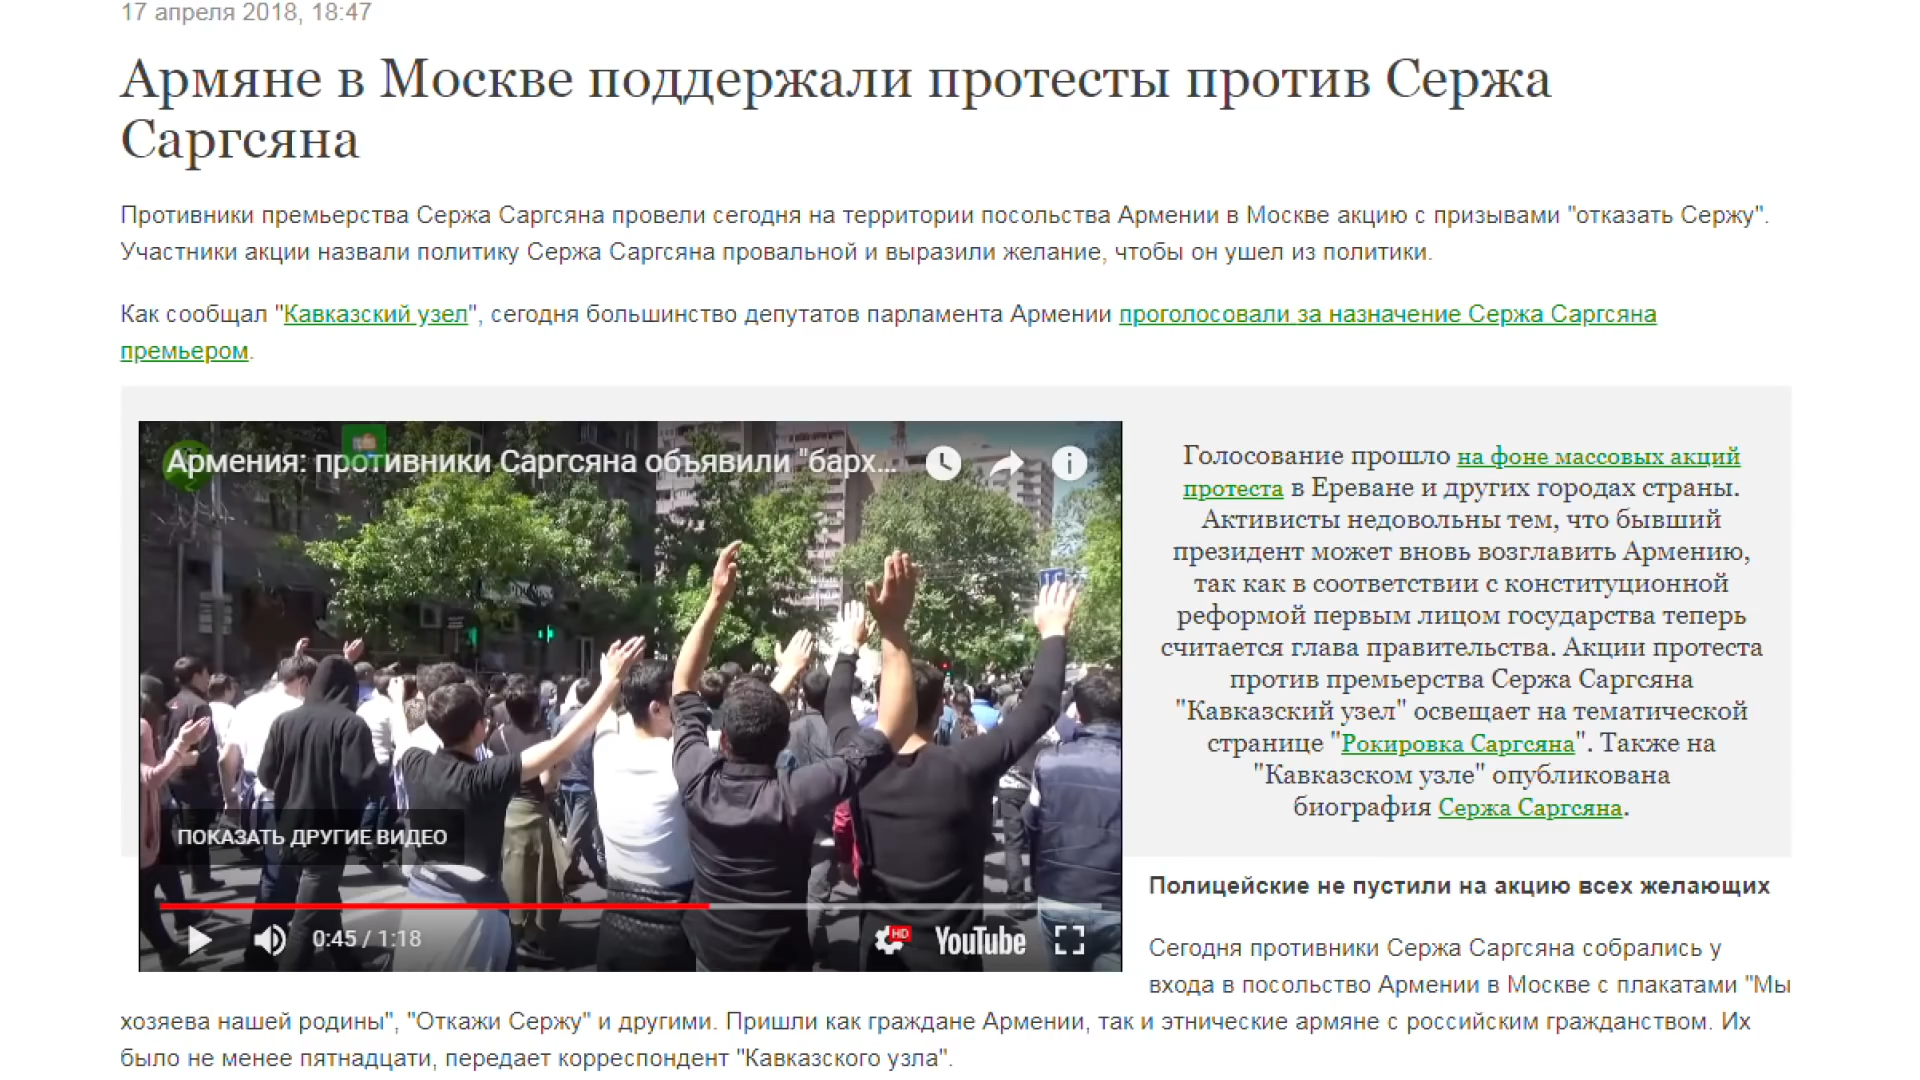 17 апреля 2018, 18:47
Армяне в Москве поддержали протесты против Сержа
Саргсяна
Противники премьерства Сержа Саргсяна провели сегодня на территории посольства Армении в Москве акцию с призывами "отказать Сержу".
Участники акции назвали политику Сержа Саргсяна провальной и выразили желание, чтобы он ушел из политики.
Как сообщал "Кавказский узел", сегодня большинство депутатов парламента Армении проголосовали за назначение Сержа Саргсяна
премьером.
Армения: противники Саргсяна объявили "барх...
ПОКАЗАТЬ ДРУГИЕ ВИДЕО
0:45 / 1:18
HD
YouTube
Голосование прошло на фоне массовых акций
протеста в Ереване и других городах страны.
Активисты недовольны тем, что бывший
президент может вновь возглавить Армению,
так как в соответствии с конституционной
реформой первым лицом государства теперь
считается глава правительства. Акции протеста
против премьерства Сержа Саргсяна
"Кавказский узел" освещает на тематической
странице "Рокировка Саргсяна". Также на
"Кавказском узле" опубликована
биография Сержа Саргсяна.
Полицейские не пустили на акцию всех желающих
Сегодня противники Сержа Саргсяна собрались у
входа в посольство Армении в Москве с плакатами "Мы
хозяева нашей родины", "Откажи Сержу" и другими. Пришли как граждане Армении, так и этнические армяне с российским гражданством. Их
было не менее пятнадцати, передает корреспондент "Кавказского узла".